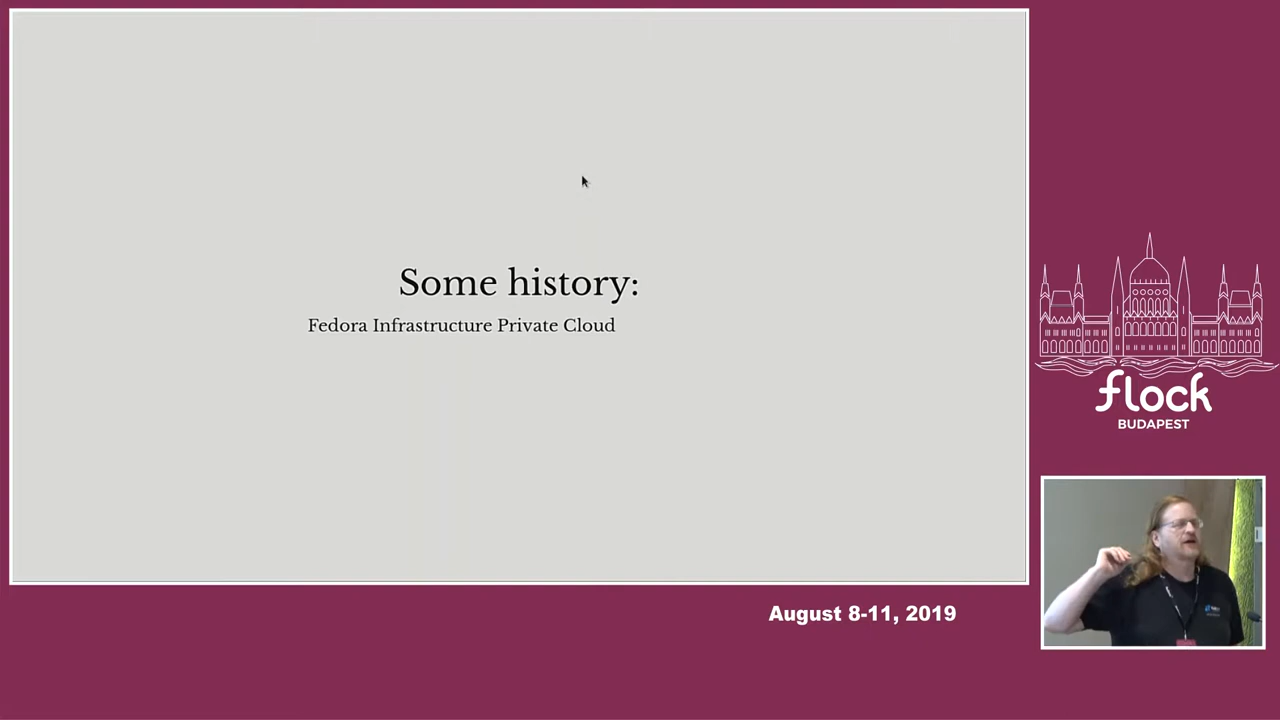 Some history:
Fedora Infrastructure Private Cloud
flock
BUDAPEST
August 8-11, 2019